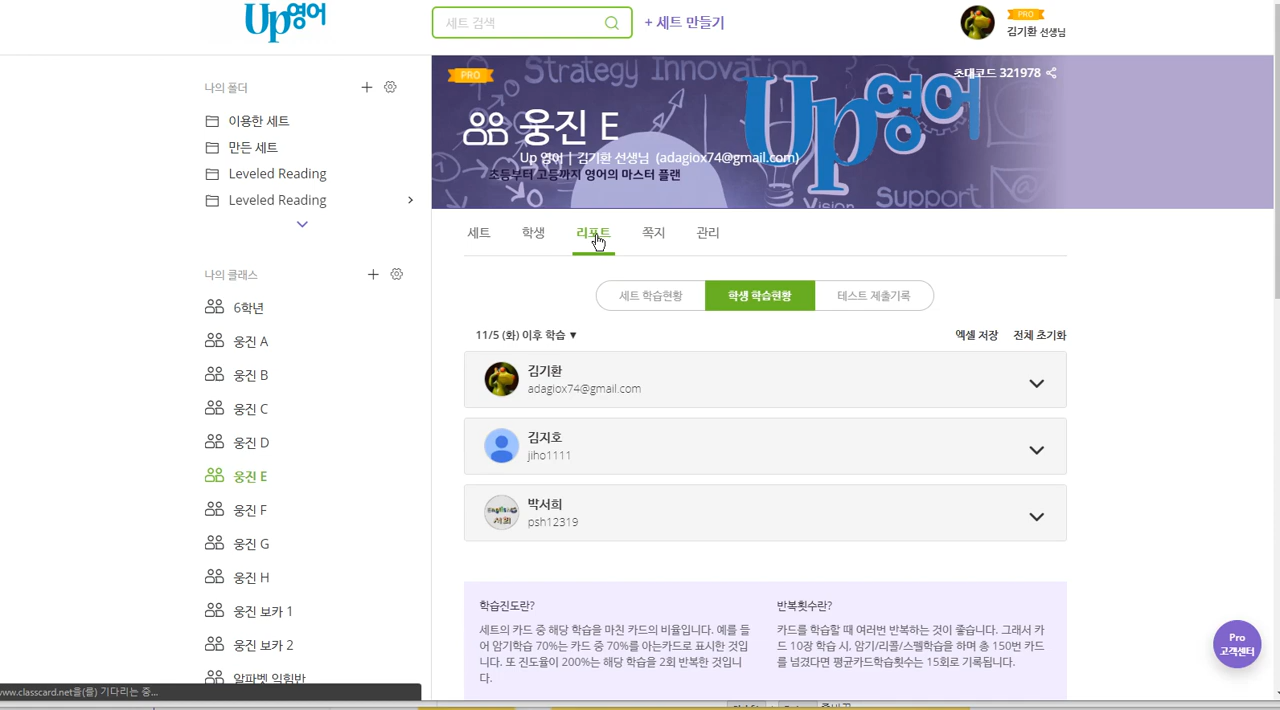 Up영어
세트 검색
+ 세트 만들기
PRO
김기환 선생님
나의 폴더
이용한 세트
만든 세트
Leveled Reading
Leveled Reading
나의 클래스
6학년
웅진 A
웅진 B
웅진 C
웅진 D
웅진 E
웅진 F
웅진 G
웅진 H
웅진 보카 1
웅진 보카 2
알파벳 익힘반
www.classcard.net을(를) 기다리는 중...
PRO
Strategy Innovation
초대코드 321978
웅진 E
Up영어
Up 영어 | 김기환 선생님 (adagiox74@gmail.com)
초등부터 고등까지 영어의 마스터 플랜
Vision
Support
세트 학생 리포트 쪽지 관리
세트 학습현황 학생 학습현황 테스트 제출기록
11/5 (화) 이후 학습 ▼
엑셀 저장 전체 초기화
김기환
adagiox74@gmail.com
김지호
jiho1111
박서희
psh12319
학습진도란?
세트의 카드 중 해당 학습을 마친 카드의 비율입니다. 예를 들
어 암기학습 70%는 카드 중 70%를 아는카드로 표시한 것입
니다. 또 진도율이 200%는 해당 학습을 2회 반복한 것입니
다.
반복횟수란?
카드를 학습할 때 여러번 반복하는 것이 좋습니다. 그래서 카
드 10장 학습 시, 암기/리콜/스펠학습을 하며 총 150번 카드
를 넘겼다면 평균카드학습횟수는 15회로 기록됩니다.
Pro
고객센터